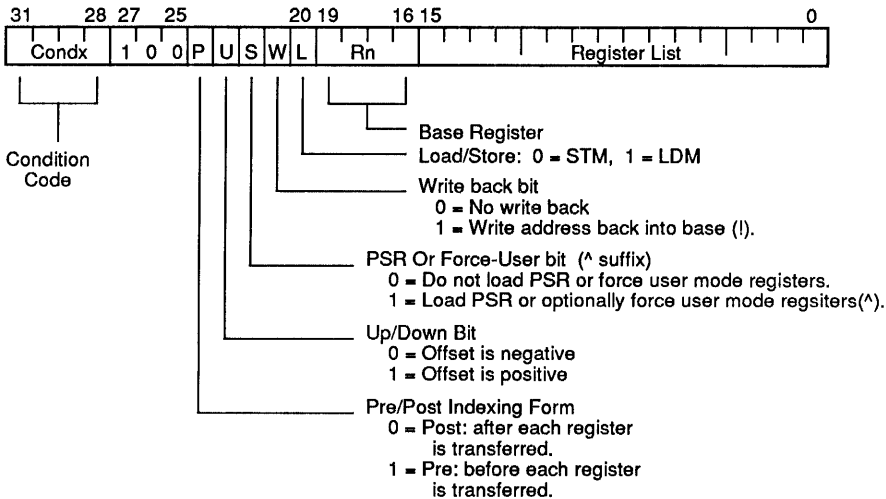 31 28 27 25 20 19 16 15 0
Condx 1 0 0 P U S W L Rn Register List
Base Register
Load/Store: 0 = STM, 1 = LDM
Condition
Code
Write back bit
0 = No write back
1 = Write address back into base (!).
PSR Or Force-User bit (^ suffix)
0 = Do not load PSR or force user mode registers.
1 = Load PSR or optionally force user mode regsiters(^).
Up/Down Bit
0 = Offset is negative
1 = Offset is positive
Pre/Post Indexing Form
0 = Post: after each register
is transferred.
1 = Pre: before each register
is transferred.